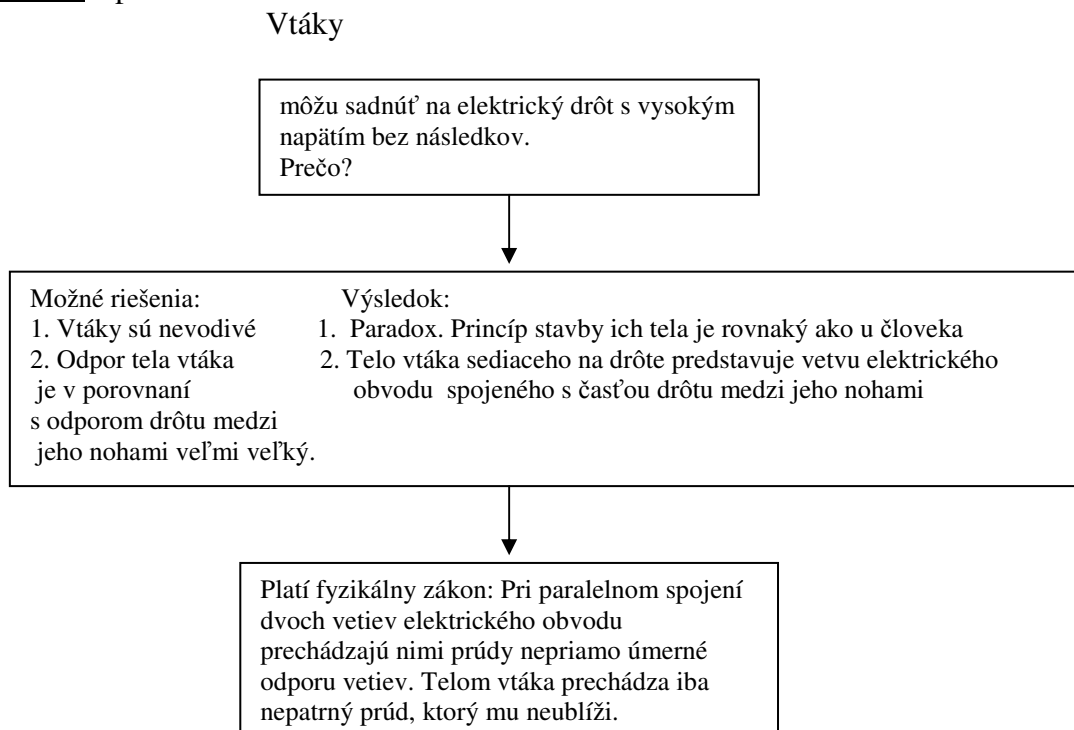 Vtáky
môžu sadnúť na elektrický drôt s vysokým
napätím bez následkov.
Prečo?
Možné riešenia: Výsledok:
1. Vtáky sú nevodivé 1. Paradox. Princíp stavby ich tela je rovnaký ako u človeka
2. Odpor tela vtáka 2. Telo vtáka sediaceho na drôte predstavuje vetvu elektrického
je v porovnaní obvodu spojeného s časťou drôtu medzi jeho nohami
s odporom drôtu medzi
jeho nohami veľmi veľký.
Platí fyzikálny zákon: Pri paralelnom spojení
dvoch vetiev elektrického obvodu
prechádzajú nimi prúdy nepriamo úmerné
odporu vetiev. Telom vtáka prechádza iba
nepatrný prúd, ktorý mu neublíži.